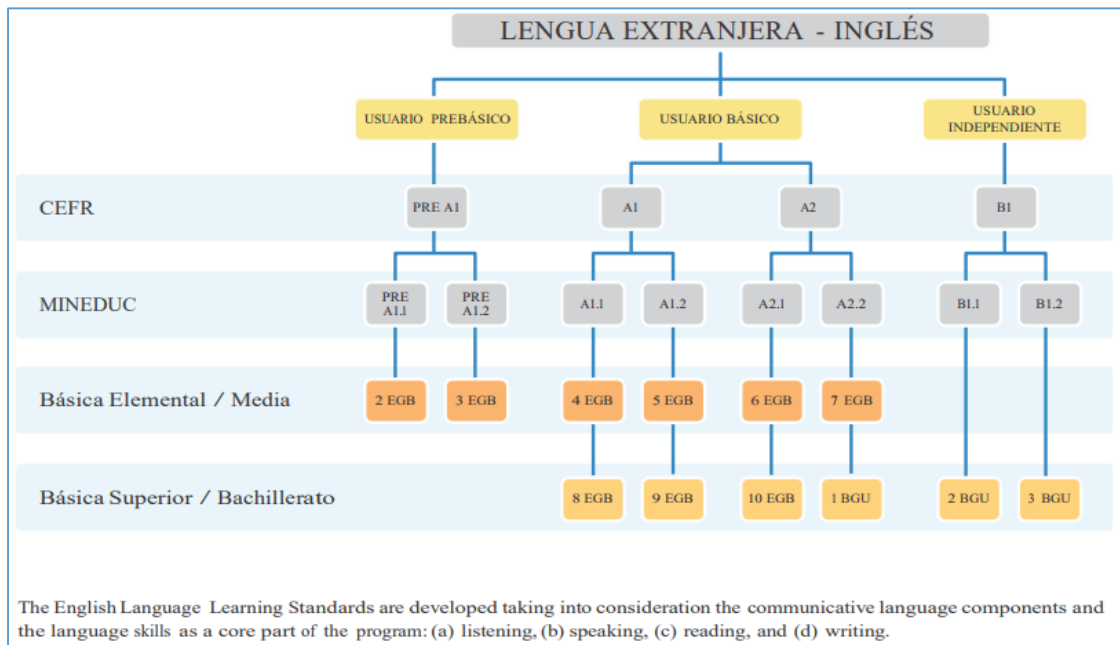 LENGUA EXTRANJERA - INGLÉS
USUARIO PREBÁSICO
USUARIO BÁSICO
USUARIO
INDEPENDIENTE
CEFR
PRE A1
A1
A2
B1
MINEDUC
PRE
A1.1
PRE
A1.2
A1.1
A1.2
A2.1
A2.2
B1.1
B1.2
Básica Elemental / Media
2 EGB
3 EGB
4 EGB
5 EGB
6 EGB
7 EGB
Básica Superior / Bachillerato
8 EGB
9 EGB
10 EGB
1 BGU
2 BGU
3 BGU
The English Language Learning Standards are developed taking into consideration the communicative language components and
the language skills as a core part of the program: (a) listening, (b) speaking, (c) reading, and (d) writing.